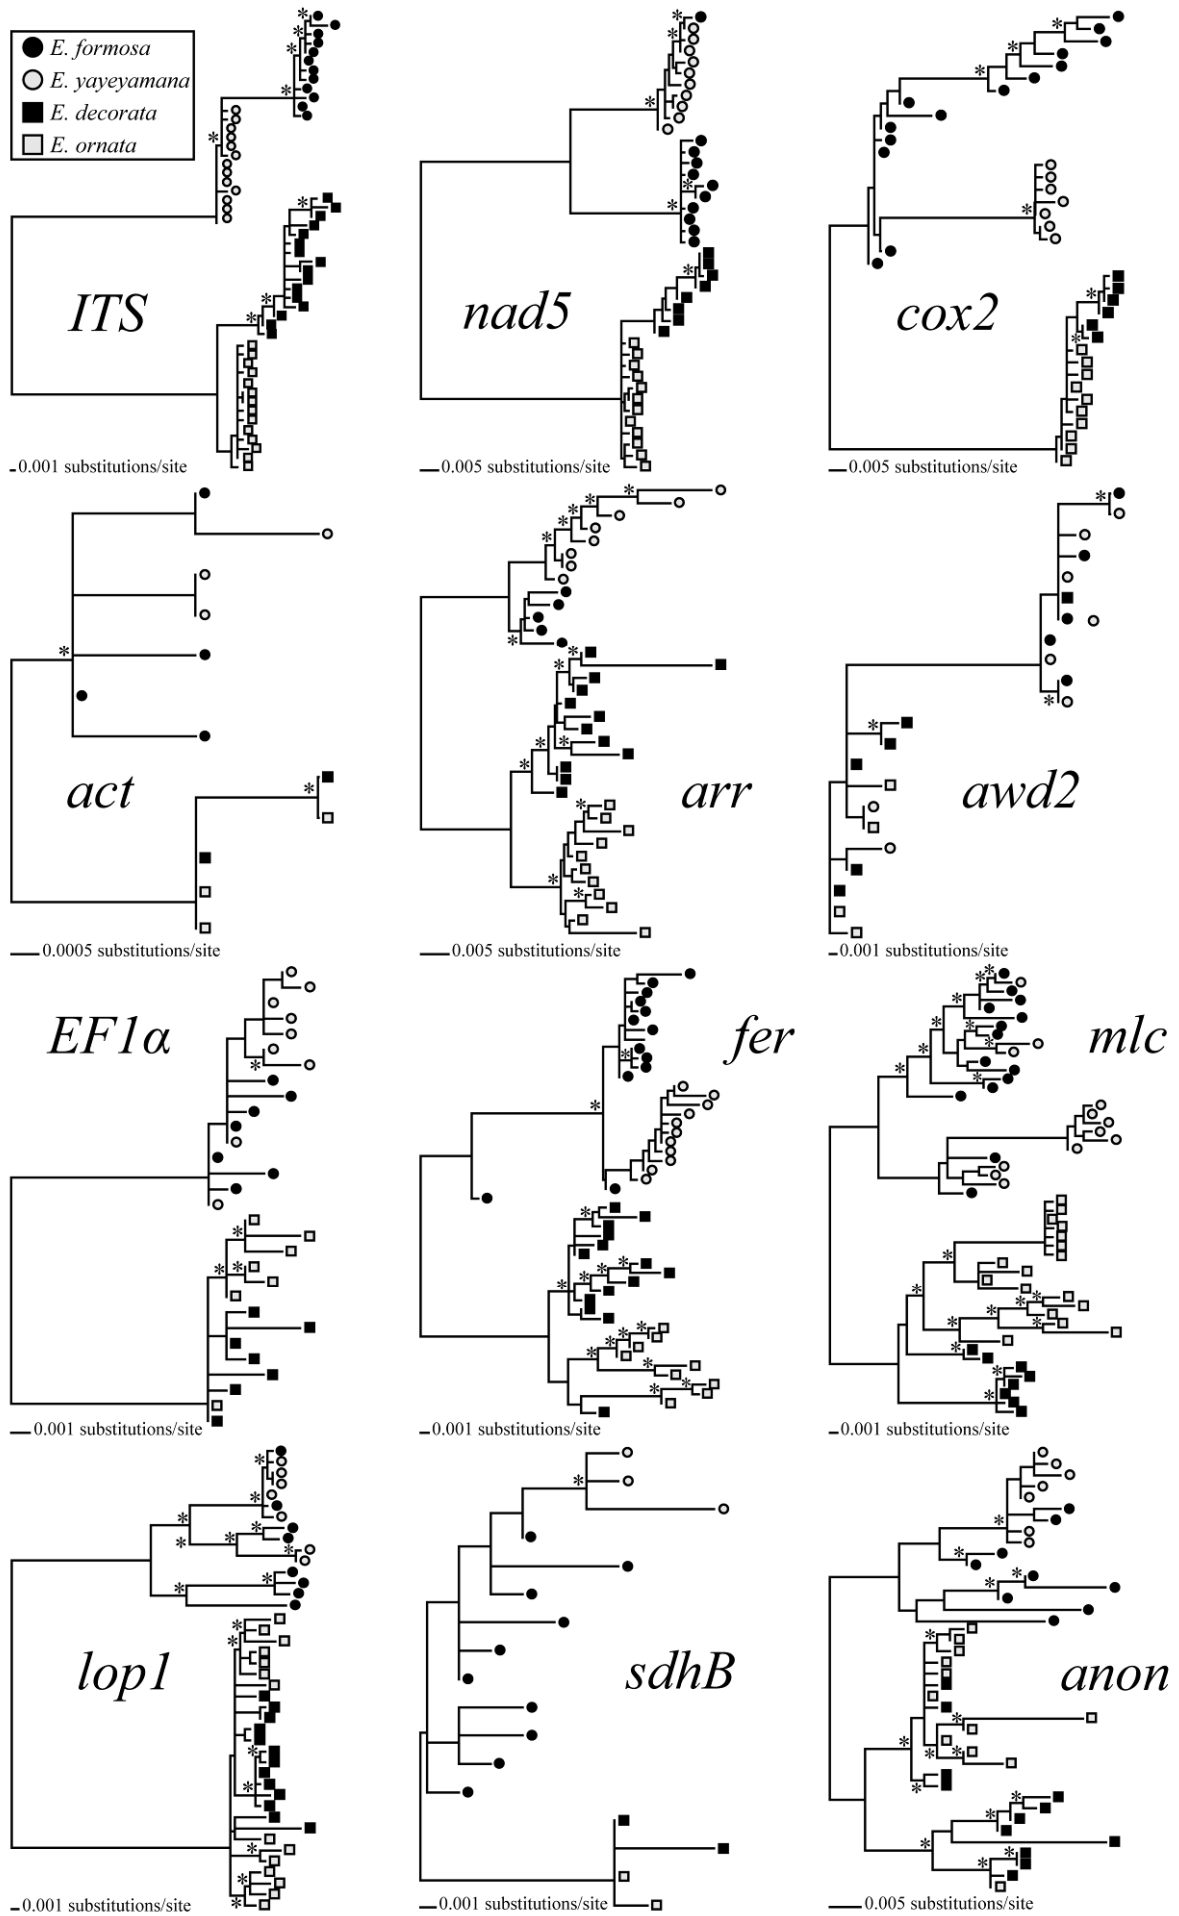 E. formosa
E. yayeyamana
E. decorata
E. ornata
ITS
nad5
cox2
0.001 substitutions/site
0.005 substitutions/site
0.005 substitutions/site
act
arr
awd2
0.0005 substitutions/site
0.005 substitutions/site
0.001 substitutions/site
EF1α
fer
mlc
0.001 substitutions/site
0.001 substitutions/site
0.001 substitutions/site
lop1
sdhB
anon
0.001 substitutions/site
0.001 substitutions/site
0.005 substitutions/site